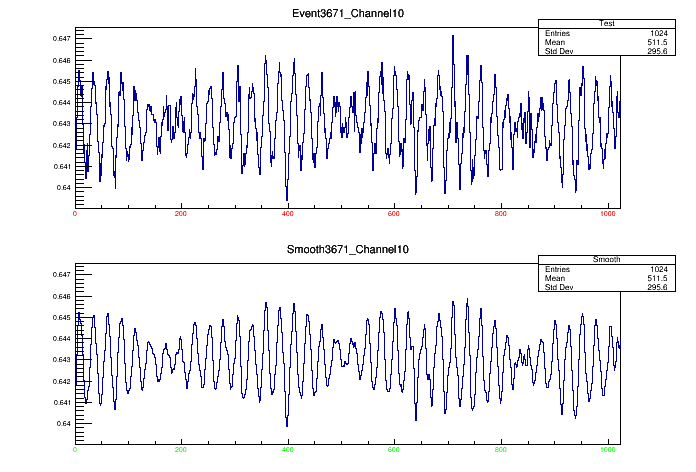 Event3671_Channel10
Test
Entries 1024
Mean 511.5
Std Dev 295.6
0.647
0.646
0.645
0.644
0.643
0.642
0.641
0.64
0 200 400 600 800 1000
Smooth3671_Channel10
Smooth
Entries 1024
Mean 511.5
Std Dev 295.6
0.647
0.646
0.645
0.644
0.643
0.642
0.641
0.64
0 200 400 600 800 1000